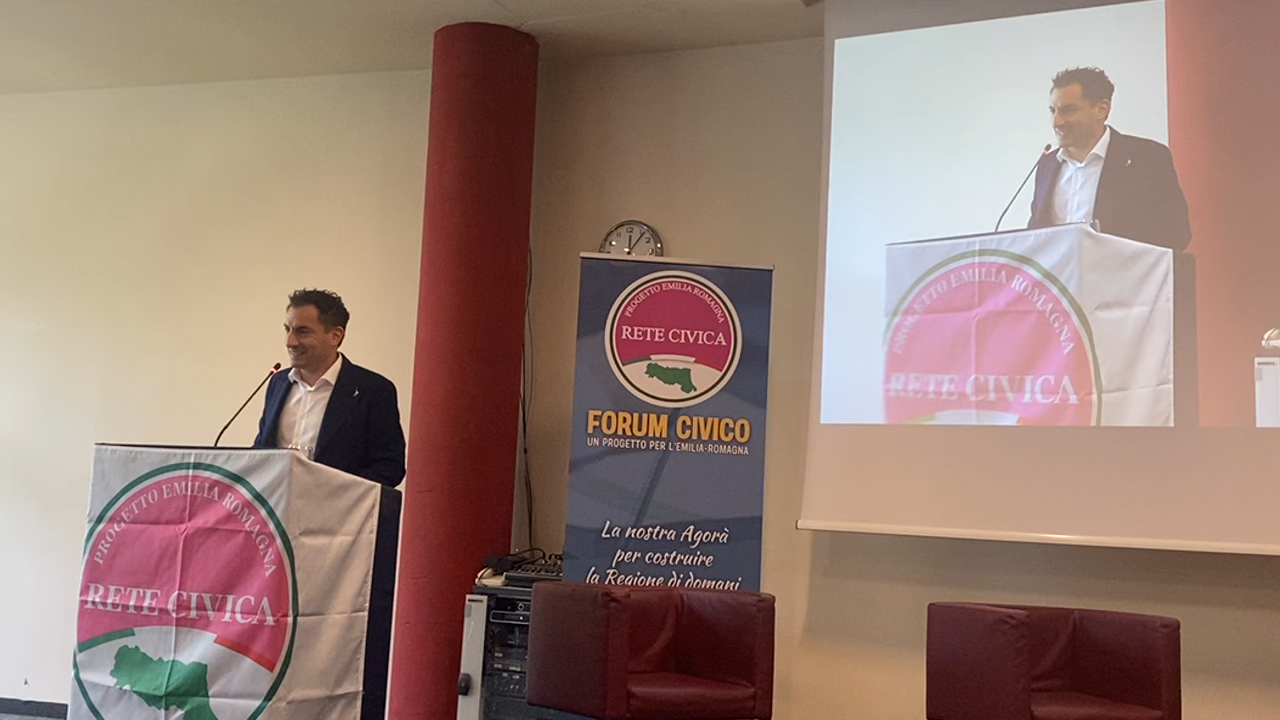 PROGETTO EMILIA ROMAGNA
RETE CIVICA
PROGETTO EMILIA ROMAGNA
RETE CIVICA
FORUM CIVICO
UN PROGETTO PER L'EMILIA-ROMAGNA
La nostra Agorà
per costruire
la Regione di domani
PROGETTO EMILIA ROMAGNA
RETE CIVICA